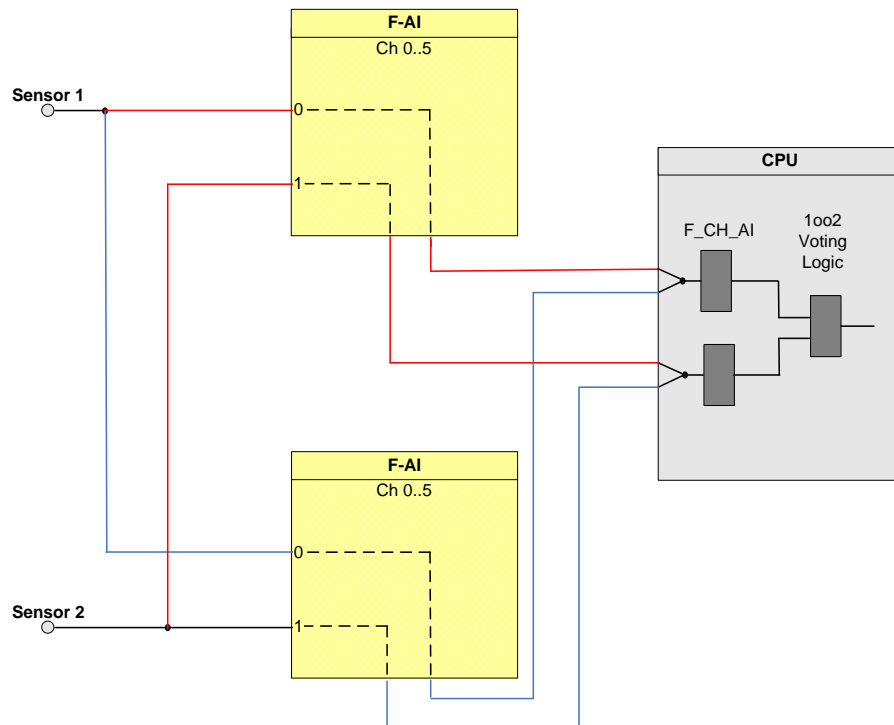 F-AI
Ch 0..5
Sensor 1
0
1
CPU
F_CH_AI
1oo2
Voting
Logic
F-AI
Ch 0..5
0
Sensor 2
1